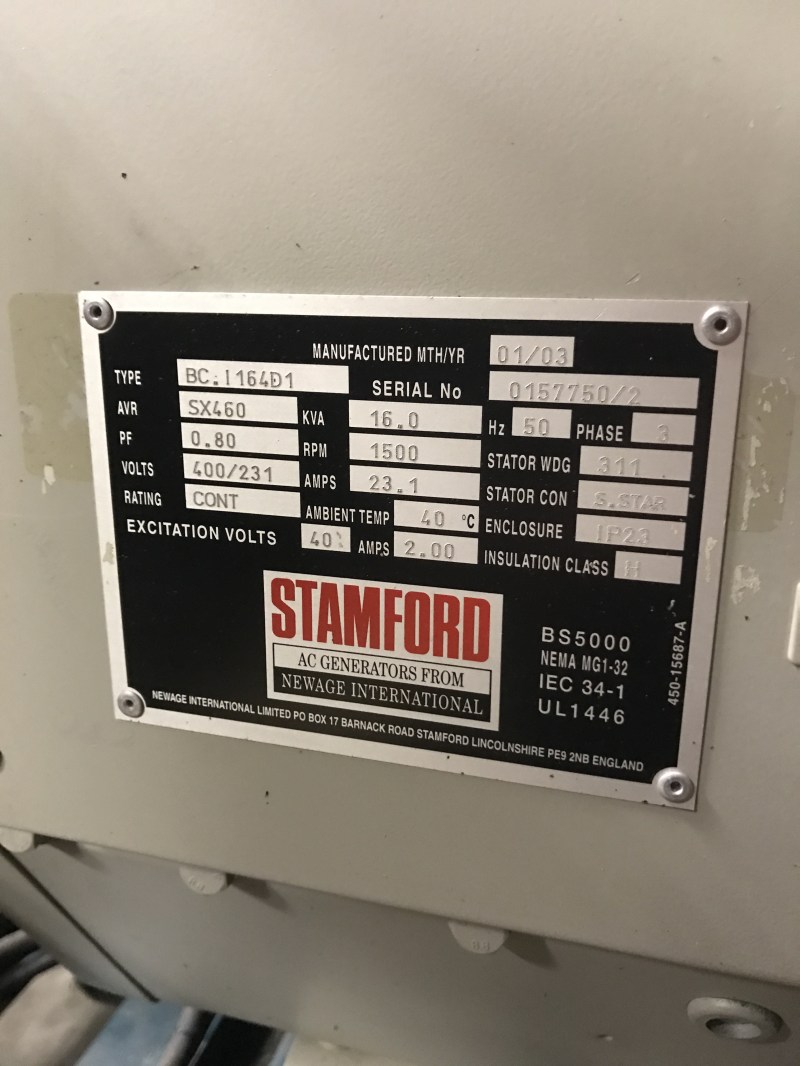 MANUFACTURED MTH/YR 01/03
TYPE BC.I164D1 SERIAL No 0157750/2
AVR SX460 KVA 16.0 Hz 50 PHASE 3
PF 0.80 RPM 1500 STATOR WDG 311
VOLTS 400/231 AMPS 23.1 STATOR CON S.STAR
RATING CONT AMBIENT TEMP 40 °C ENCLOSURE IP23
EXCITATION VOLTS 40 AMPS 2.00 INSULATION CLASS H
STAMFORD
AC GENERATORS FROM
NEWAGE INTERNATIONAL
BS5000
NEMA MG1-32
IEC 34-1
UL1446
450-15687-A
NEWAGE INTERNATIONAL LIMITED PO BOX 17 BARNACK ROAD STAMFORD LINCOLNSHIRE PE9 2NB ENGLAND
8.8